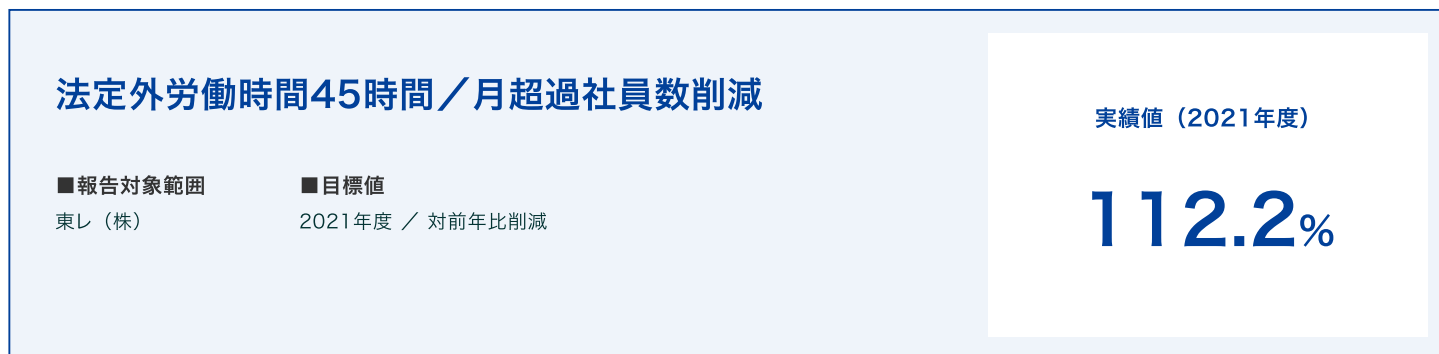 法定外労働時間45時間／月超過社員数削減
実績値（2021年度）
■報告対象範囲
■目標値
東レ（株）
2021年度 ／ 対前年比削減
112.2%